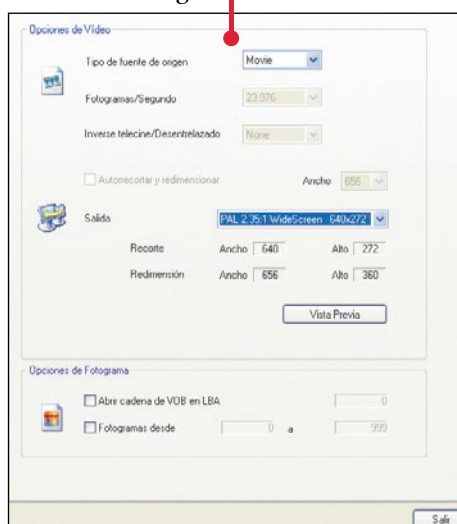 Opciones de Vídeo
Tipo de fuente de origen Movie
Fotogramas/Segundo 23.976
Inverse telecine/Desentrelazado None
Autorrecortar y redimensionar Ancho 656
Salida PAL 2.35:1 WideScreen 640x272
Recorte Ancho 640 Alto 272
Redimensión Ancho 656 Alto 360
Vista Previa
Opciones de Fotograma
Abrir cadena de VOB en LBA 0
Fotogramas desde 0 a 999
Salir